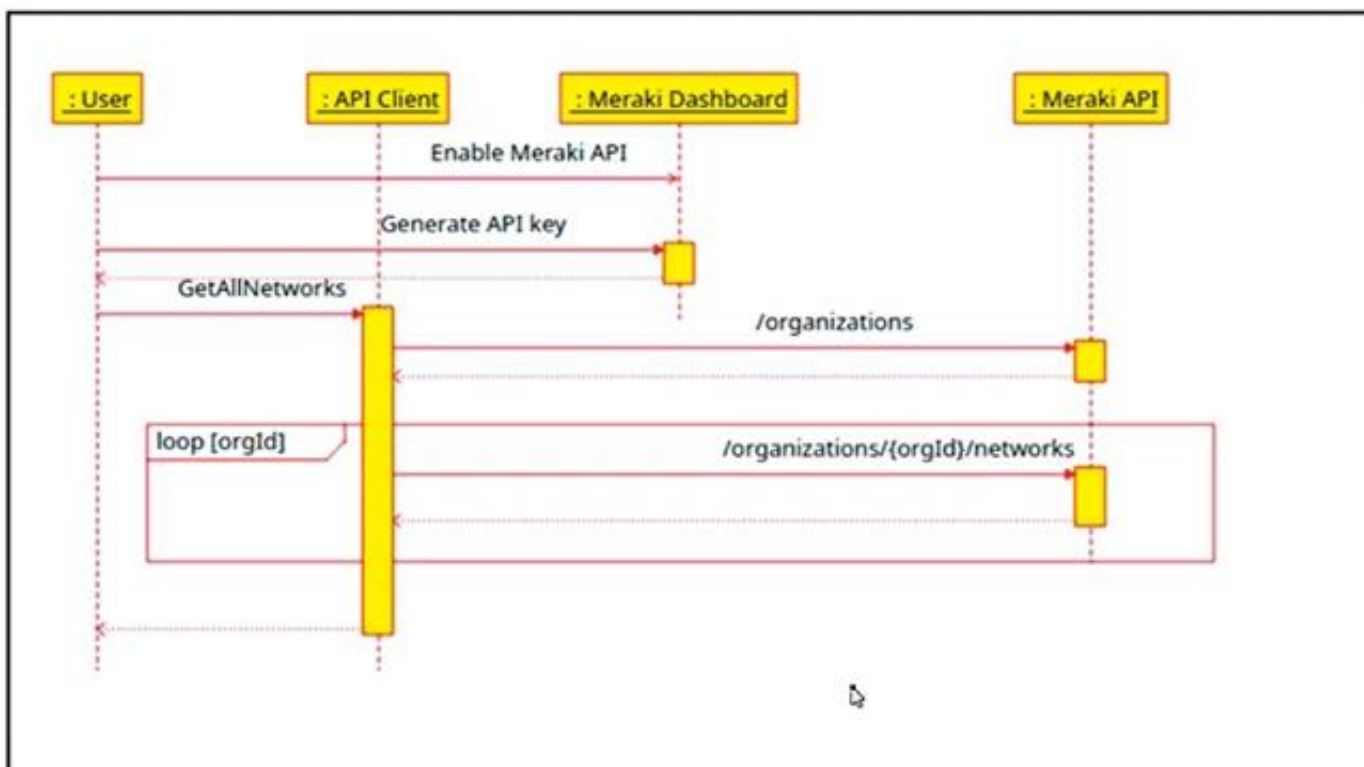 : User
: API Client
: Meraki Dashboard
: Meraki API
Enable Meraki API
Generate API key
GetAllNetworks
/organizations
loop [orgId]
/organizations/{orgId}/networks